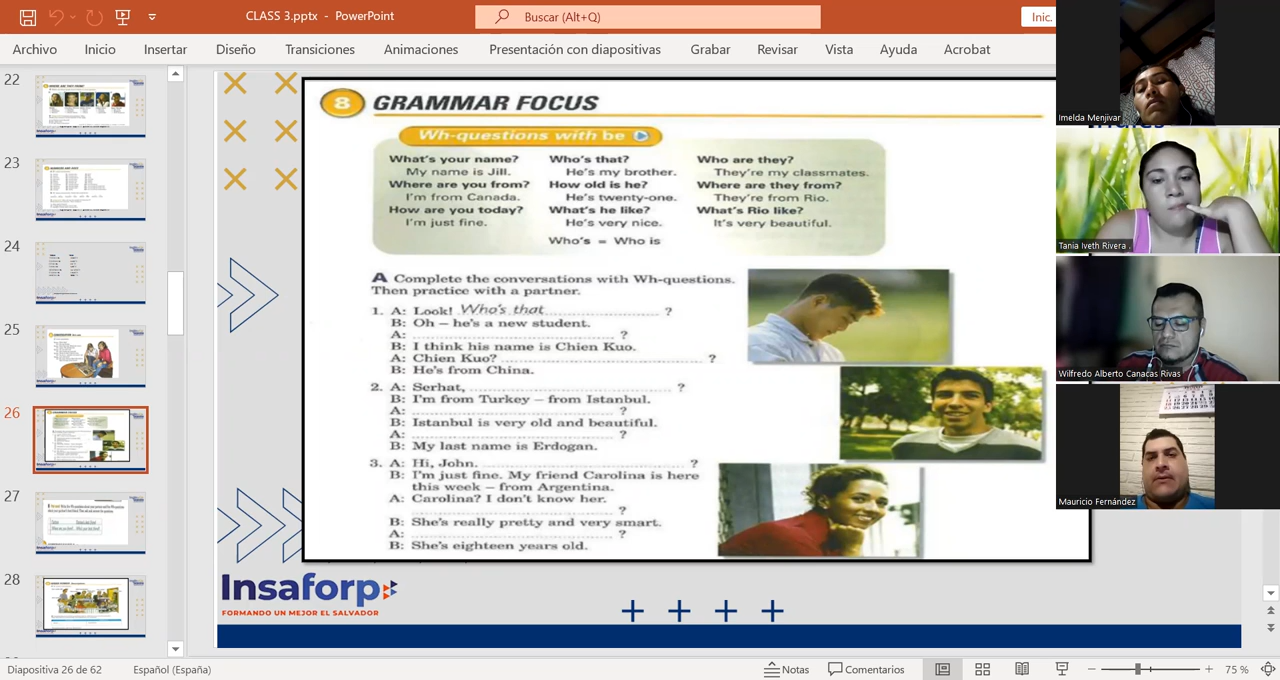 CLASS 3.pptx - PowerPoint
Buscar (Alt+Q)
Inic.
Archivo Inicio Insertar Diseño Transiciones Animaciones Presentación con diapositivas Grabar Revisar Vista Ayuda Acrobat
22
23
24
25
26
27
28
8 GRAMMAR FOCUS
Wh-questions with be
What's your name? Who's that? Who are they?
My name is Jill. He's my brother. They're my classmates.
Where are you from? How old is he? Where are they from?
I'm from Canada. He's twenty-one. They're from Rio.
How are you today? What's he like? What's Rio like?
I'm just fine. He's very nice. It's very beautiful.
Who's = Who is
A Complete the conversations with Wh-questions.
Then practice with a partner.
1. A: Look! Who's that ?
B: Oh – he's a new student.
A: ?
B: I think his name is Chien Kuo.
A: Chien Kuo? ?
B: He's from China.
2. A: Serhat, ?
B: I'm from Turkey – from Istanbul.
A: ?
B: Istanbul is very old and beautiful.
A: ?
B: My last name is Erdogan.
3. A: Hi, John. ?
B: I'm just fine. My friend Carolina is here
this week – from Argentina.
A: Carolina? I don't know her.
?
B: She's really pretty and very smart.
A: ?
B: She's eighteen years old.
Insaforp
FORMANDO UN MEJOR EL SALVADOR
Imelda Menjivar
Tania Iveth Rivera .
Wilfredo Alberto Canacas Rivas
Mauricio Fernández
Diapositiva 26 de 62 Español (España) Notas Comentarios 75 %